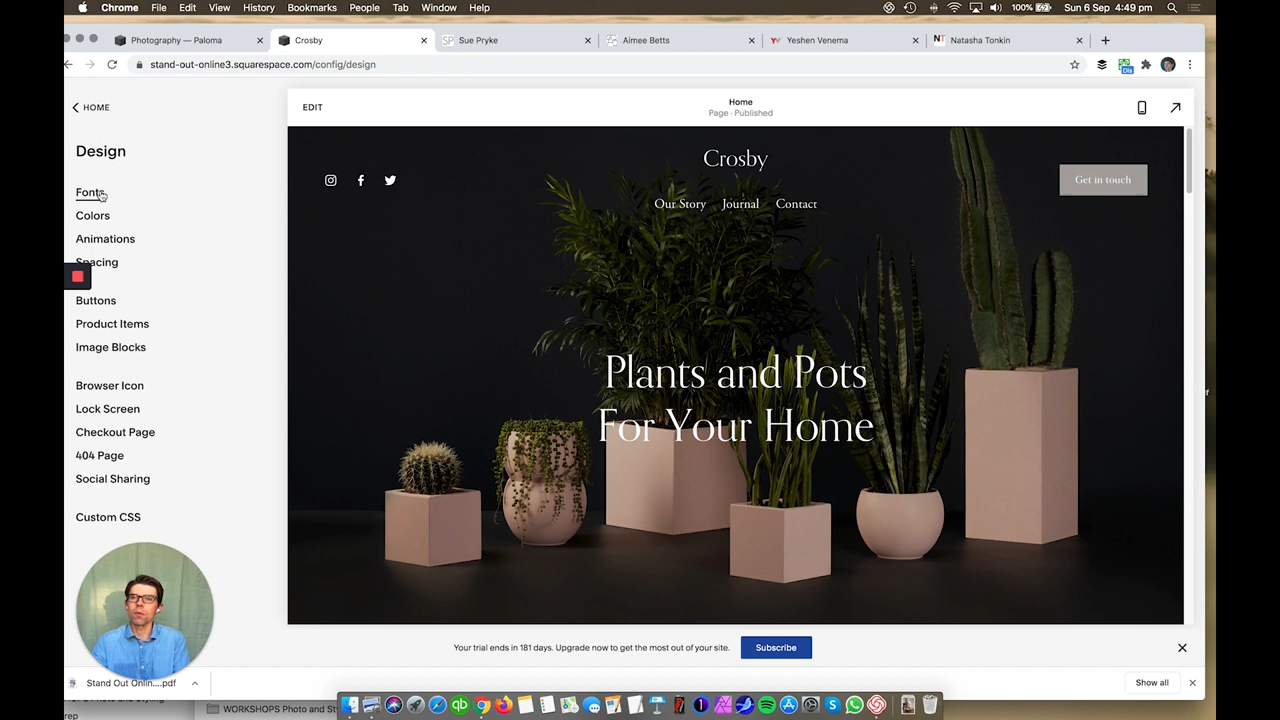 Chrome File Edit View History Bookmarks People Tab Window Help 100% Sun 6 Sep 4:49 pm
Photography — Paloma Crosby Sue Pryke Aimee Betts Yeshen Venema Natasha Tonkin
stand-out-online3.squarespace.com/config/design
Dis
HOME
EDIT
Home
Page · Published
Design
Fonts
Colors
Animations
Spacing
Buttons
Product Items
Image Blocks
Browser Icon
Lock Screen
Checkout Page
404 Page
Social Sharing
Custom CSS
Crosby
Our Story Journal Contact
Get in touch
Plants and Pots
For Your Home
Your trial ends in 181 days. Upgrade now to get the most out of your site. Subscribe
Stand Out Onlin....pdf
Show all
WORKSHOPS Photo and St